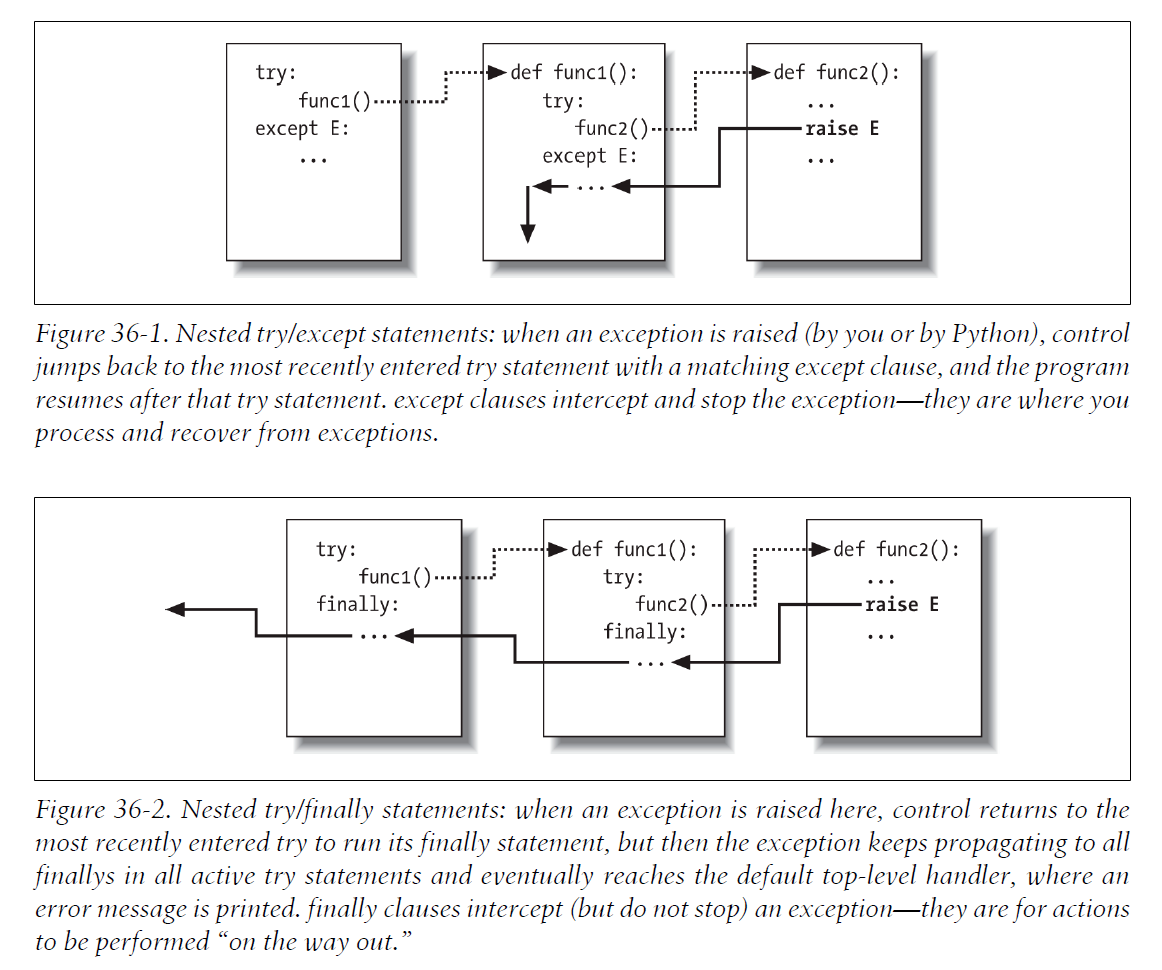 try:
func1()
except E:
...
def func1():
try:
func2()
except E:
...
def func2():
...
raise E
...
Figure 36-1. Nested try/except statements: when an exception is raised (by you or by Python), control
jumps back to the most recently entered try statement with a matching except clause, and the program
resumes after that try statement. except clauses intercept and stop the exception—they are where you
process and recover from exceptions.
try:
func1()
finally:
...
def func1():
try:
func2()
finally:
...
def func2():
...
raise E
...
Figure 36-2. Nested try/finally statements: when an exception is raised here, control returns to the
most recently entered try to run its finally statement, but then the exception keeps propagating to all
finallys in all active try statements and eventually reaches the default top-level handler, where an
error message is printed. finally clauses intercept (but do not stop) an exception—they are for actions
to be performed “on the way out.”